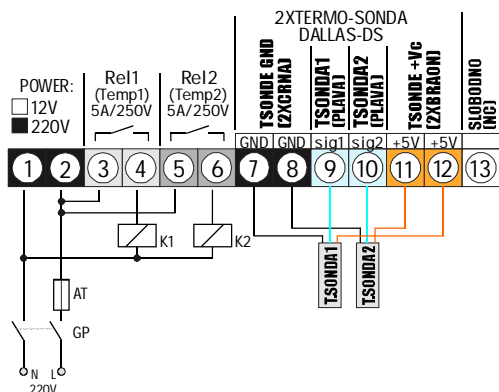 2XTERMO-SONDA
DALLAS-DS
POWER:
12V
220V
Rel1
(Temp1)
5A/250V
Rel2
(Temp2)
5A/250V
TSONDE GND
(2XCRNA)
TSONDA1
(PLAVA)
TSONDA2
(PLAVA)
TSONDE +Vc
(2XBRAON)
SLOBODNO
(NC)
GND GND sig1 sig2 +5V +5V
1 2 3 4 5 6 7 8 9 10 11 12 13
K1 K2
T.SONDA1
T.SONDA2
AT
GP
N L
220V